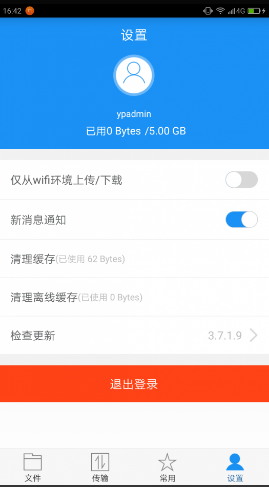 16:42 4G
设置
ypadmin
已用0 Bytes /5.00 GB
仅从wifi环境上传/下载
新消息通知
清理缓存(已使用 62 Bytes)
清理离线缓存(已使用 0 Bytes)
检查更新 3.7.1.9
退出登录
文件 传输 常用 设置